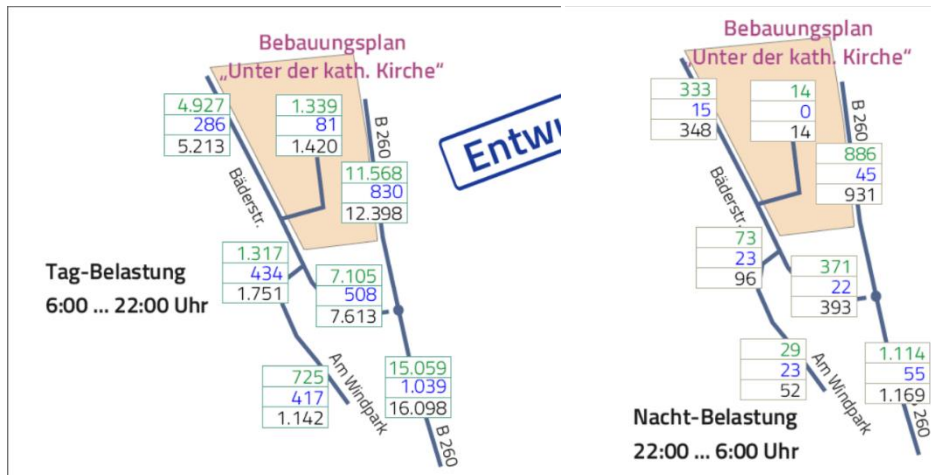 Bebauungsplan
„Unter der kath. Kirche“
4.927
286
5.213
1.339
81
1.420
B 260
11.568
830
12.398
Bäderstr.
1.317
434
1.751
7.105
508
7.613
Tag-Belastung
6:00 ... 22:00 Uhr
Am Windpark
725
417
1.142
15.059
1.039
16.098
B 260
Entwu
Bebauungsplan
„Unter der kath. Kirche“
333
15
348
14
0
14
B 260
886
45
931
Bäderstr.
73
23
96
371
22
393
29
23
52
Am Windpark
1.114
55
1.169
B 260
Nacht-Belastung
22:00 ... 6:00 Uhr